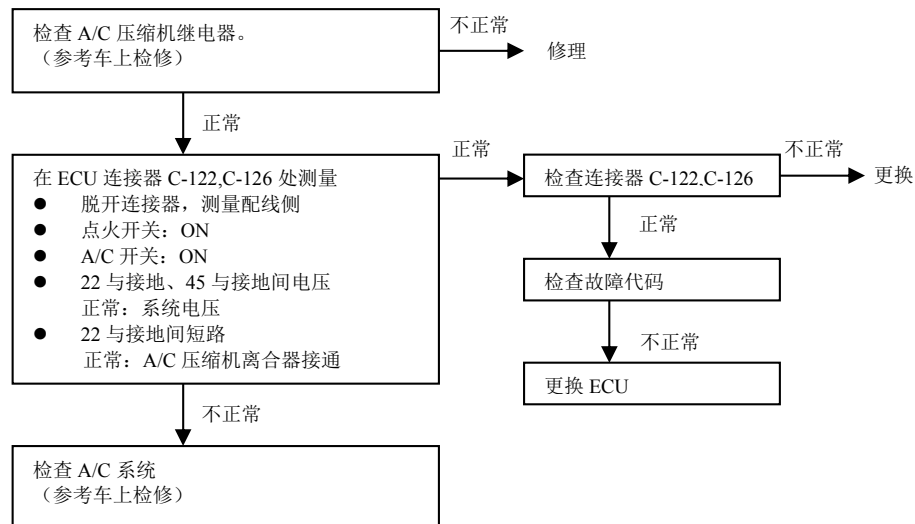 检查 A/C 压缩机继电器。
（参考车上检修）
不正常
修理
正常
在 ECU 连接器 C-122,C-126 处测量
● 脱开连接器，测量配线侧
● 点火开关：ON
● A/C 开关：ON
● 22 与接地、45 与接地间电压
正常：系统电压
● 22 与接地间短路
正常：A/C 压缩机离合器接通
正常
检查连接器 C-122.C-126
不正常
更换
正常
检查故障代码
不正常
更换 ECU
不正常
检查 A/C 系统
（参考车上检修）